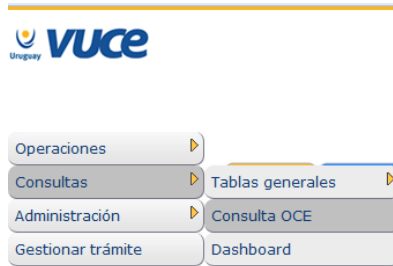 Uruguay vuce
Operaciones
Consultas Tablas generales
Administración Consulta OCE
Gestionar trámite Dashboard